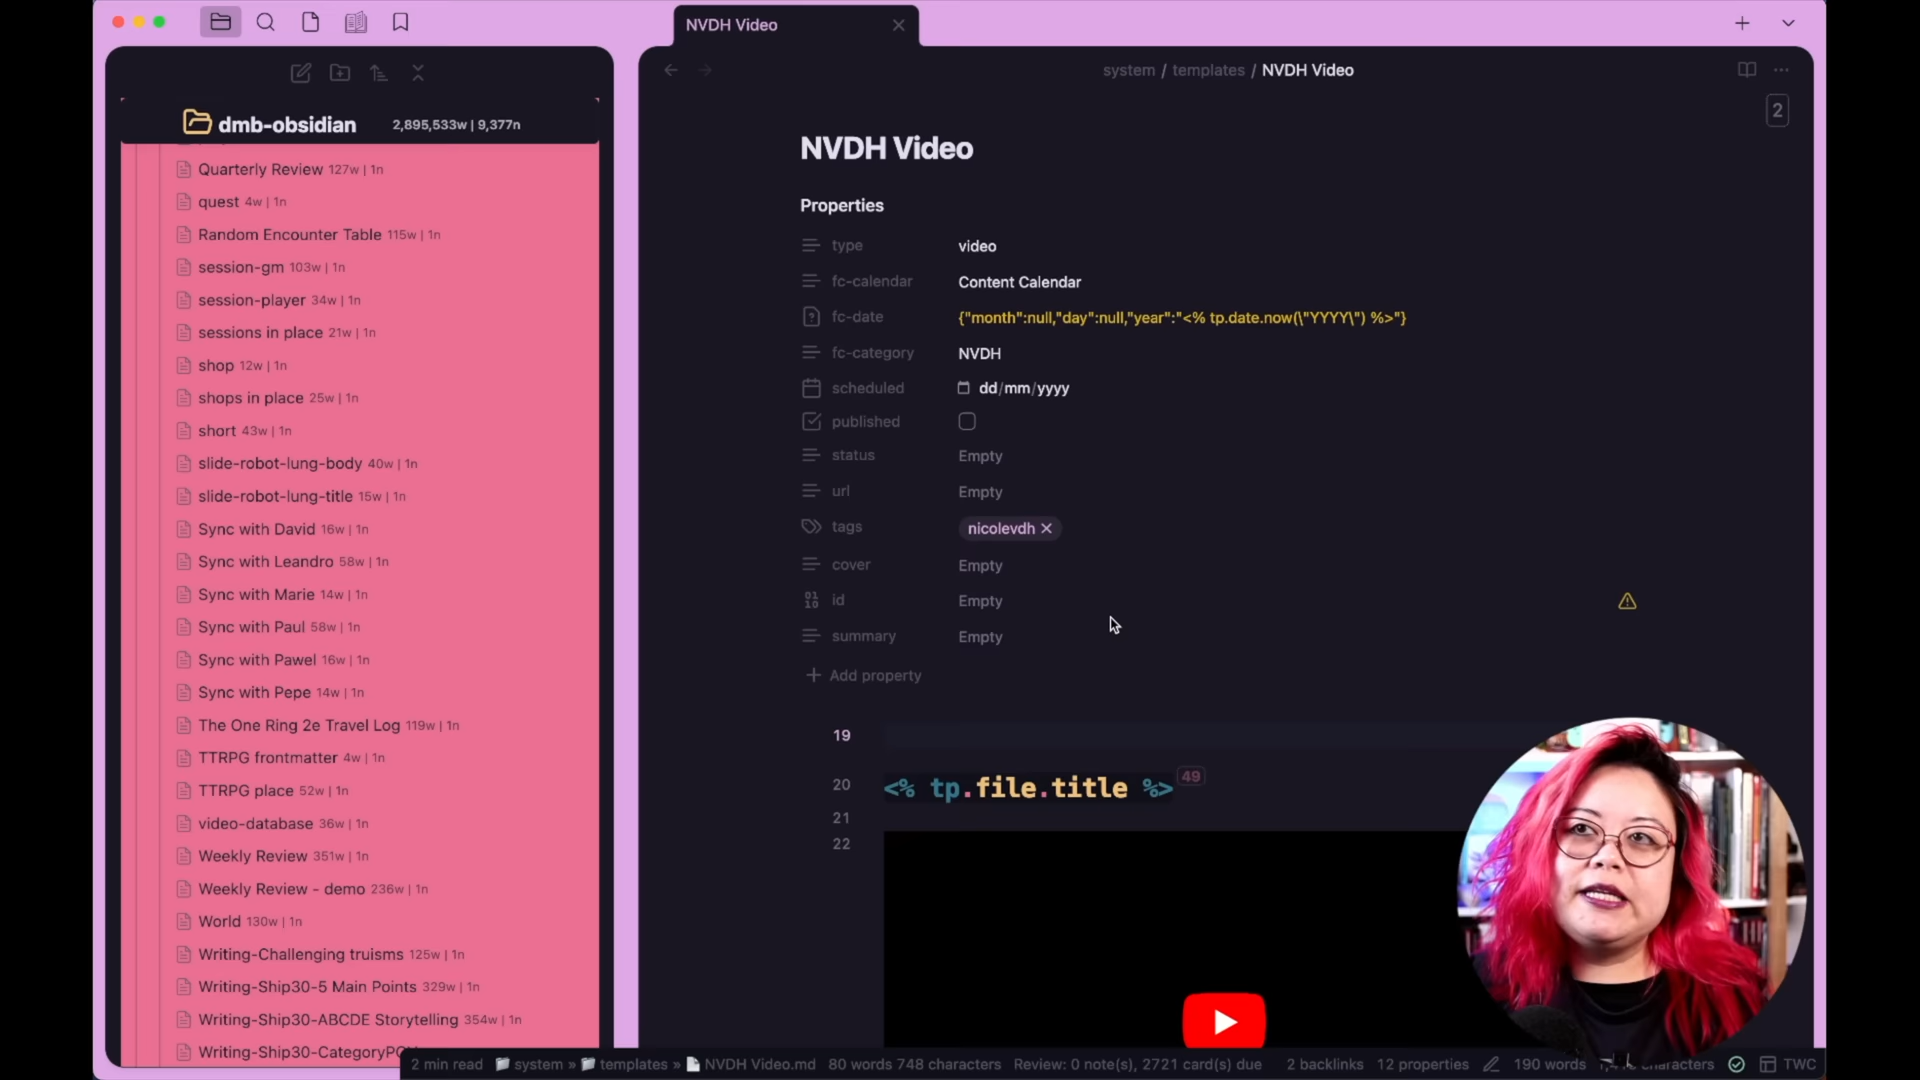 NVDH Video
system / templates / NVDH Video
dmb-obsidian 2,895,533w | 9,377n
Quarterly Review 127w | 1n
quest 4w | 1n
Random Encounter Table 115w | 1n
session-gm 103w | 1n
session-player 34w | 1n
sessions in place 21w | 1n
shop 12w | 1n
shops in place 25w | 1n
short 43w | 1n
slide-robot-lung-body 40w | 1n
slide-robot-lung-title 15w | 1n
Sync with David 16w | 1n
Sync with Leandro 58w | 1n
Sync with Marie 14w | 1n
Sync with Paul 58w | 1n
Sync with Pawel 16w | 1n
Sync with Pepe 14w | 1n
The One Ring 2e Travel Log 119w | 1n
TTRPG frontmatter 4w | 1n
TTRPG place 52w | 1n
video-database 36w | 1n
Weekly Review 351w | 1n
Weekly Review - demo 236w | 1n
World 130w | 1n
Writing-Challenging truisms 125w | 1n
Writing-Ship30-5 Main Points 329w | 1n
Writing-Ship30-ABCDE Storytelling 354w | 1n
2
NVDH Video
Properties
type video
fc-calendar Content Calendar
fc-date {"month":null,"day":null,"year":"<% tp.date.now(\"YYYY\") %>"}
fc-category NVDH
scheduled dd/mm/yyyy
published
status Empty
url Empty
tags nicolevdh
cover Empty
id Empty
summary Empty
Add property
19
20 <% tp.file.title %> 49
21
22
2 min read system » templates » NVDH Video.md 80 words 748 characters Review: 0 note(s), 2721 card(s) due 2 backlinks 12 properties 190 words characters TWC